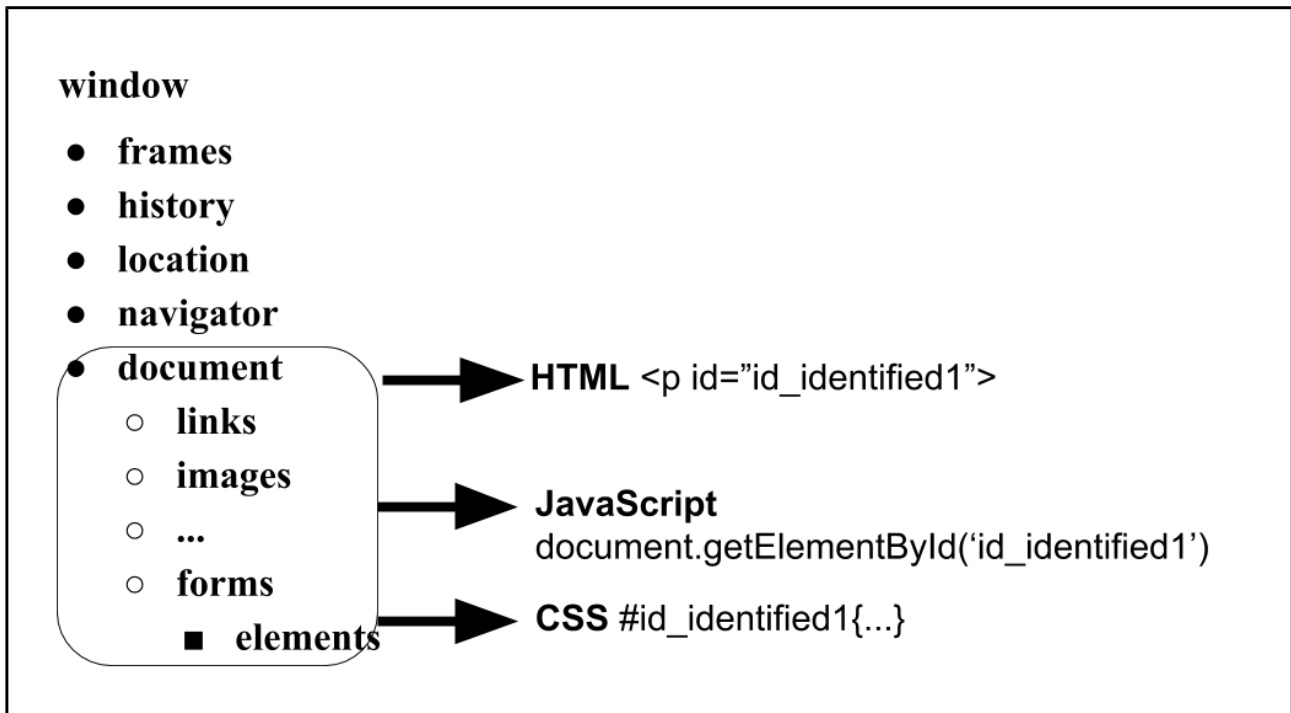 window
● frames
● history
● location
● navigator
● document
○ links
○ images
○ ...
○ forms
■ elements
HTML <p id=”id_identified1”>
JavaScript
document.getElementById(‘id_identified1’)
CSS #id_identified1{...}